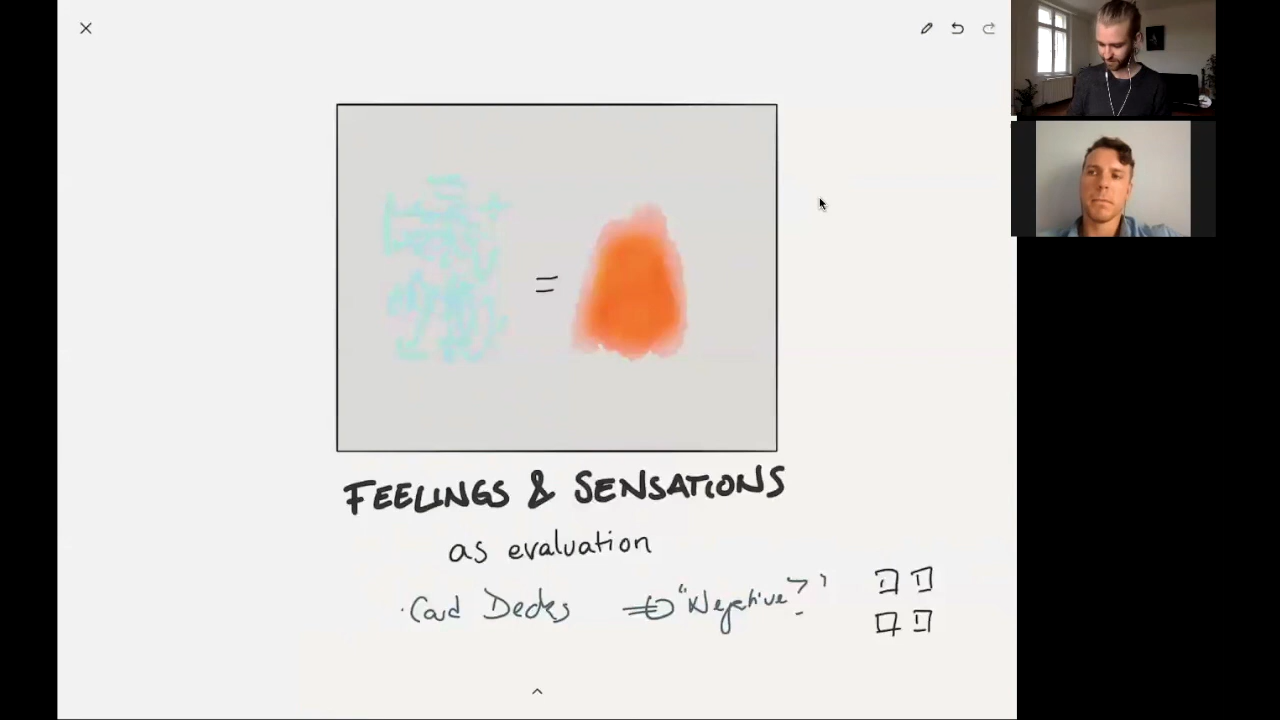 =
FEELINGS & SENSATIONS
as evaluation
· Card Decks ⇒ "Negative?"